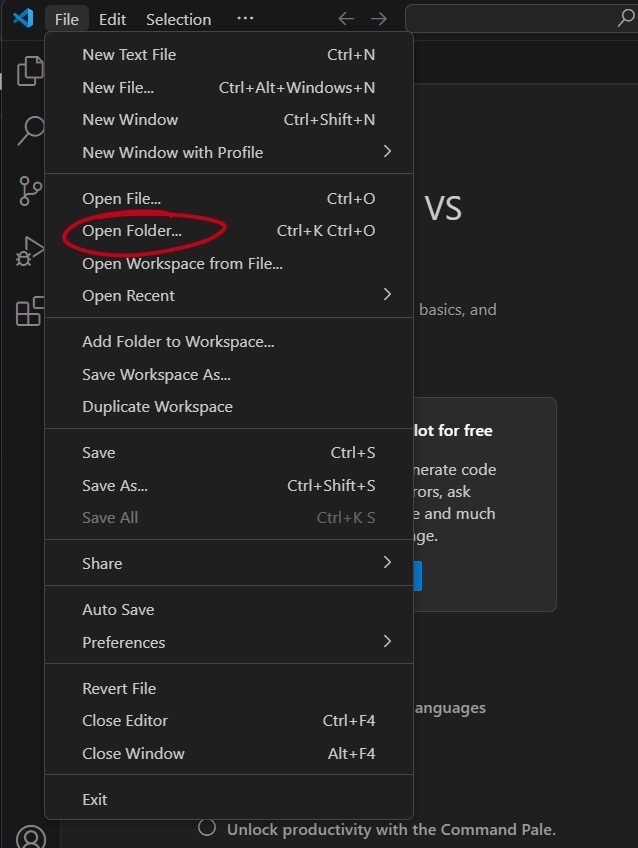 File Edit Selection ...
New Text File Ctrl+N
New File... Ctrl+Alt+Windows+N
New Window Ctrl+Shift+N
New Window with Profile
Open File... Ctrl+O
Open Folder... Ctrl+K Ctrl+O
Open Workspace from File...
Open Recent
Add Folder to Workspace...
Save Workspace As...
Duplicate Workspace
Save Ctrl+S
Save As... Ctrl+Shift+S
Save All Ctrl+K S
Share
Auto Save
Preferences
Revert File
Close Editor Ctrl+F4
Close Window Alt+F4
Exit
VS
basics, and
lot for free
nerate code
rors, ask
e and much
ge.
anguages
Unlock productivity with the Command Pale.